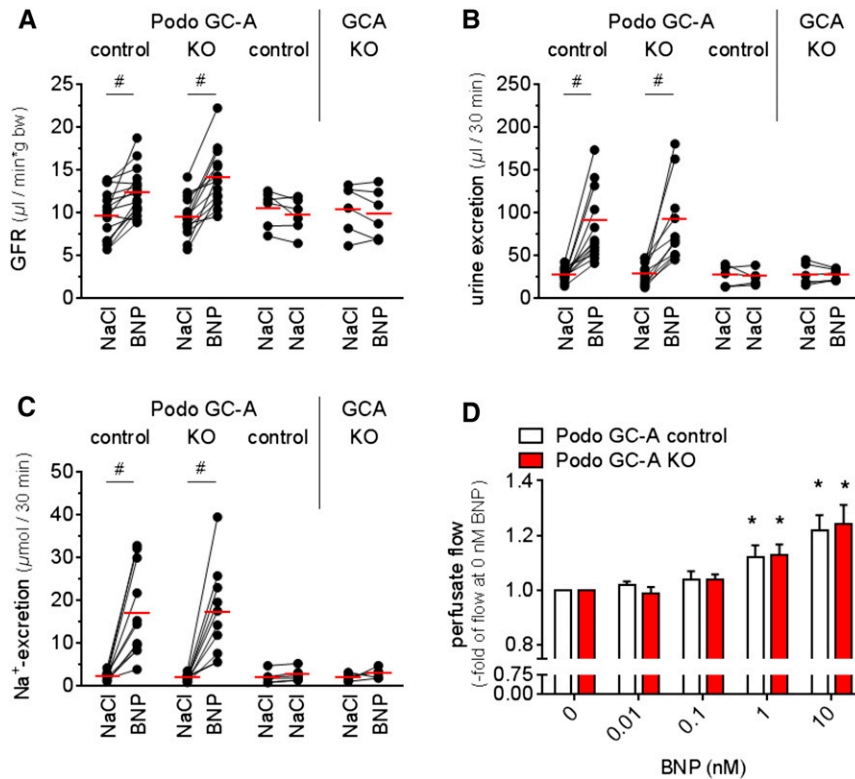 A
Podo GC-A
GCA
control KO control KO
#
#
GFR (µl / min*g bw)
25
20
15
10
5
0
NaCl BNP NaCl BNP NaCl NaCl NaCl BNP
B
Podo GC-A
GCA
control KO control KO
#
#
urine excretion (µl / 30 min)
250
200
150
100
50
0
NaCl BNP NaCl BNP NaCl NaCl NaCl BNP
C
Podo GC-A
GCA
control KO control KO
#
#
Na⁺-excretion (µmol / 30 min)
50
40
30
20
10
0
NaCl BNP NaCl BNP NaCl NaCl NaCl BNP
D
Podo GC-A control
Podo GC-A KO
perfusate flow
(-fold of flow at 0 nM BNP)
1.4
1.2
1.0
0.8
0.75
0.00
* *
* *
0 0.01 0.1 1 10
BNP (nM)